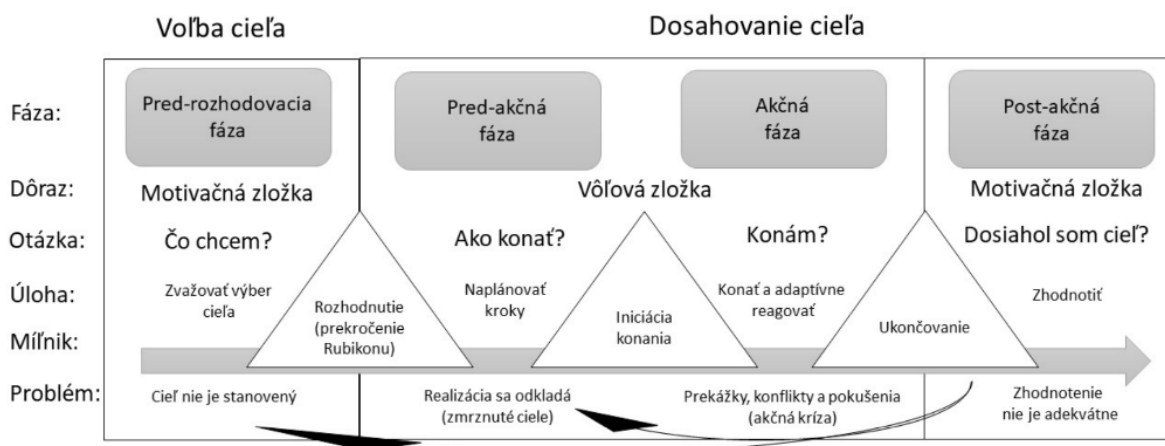 Voľba cieľa
Dosahovanie cieľa
Fáza:
Pred-rozhodovacia
fáza
Pred-akčná
fáza
Akčná
fáza
Post-akčná
fáza
Dôraz:
Motivačná zložka
Vôľová zložka
Motivačná zložka
Otázka:
Čo chcem?
Ako konať?
Konám?
Dosiahol som cieľ?
Úloha:
Zvažovať výber
cieľa
Naplánovať
kroky
Konať a adaptívne
reagovať
Zhodnotiť
Míľnik:
Rozhodnutie
(prekročenie
Rubikonu)
Iniciácia
konania
Ukončovanie
Problém:
Cieľ nie je stanovený
Realizácia sa odkladá
(zmrznuté ciele)
Prekážky, konflikty a pokušenia
(akčná kríza)
Zhodnotenie
nie je adekvátne